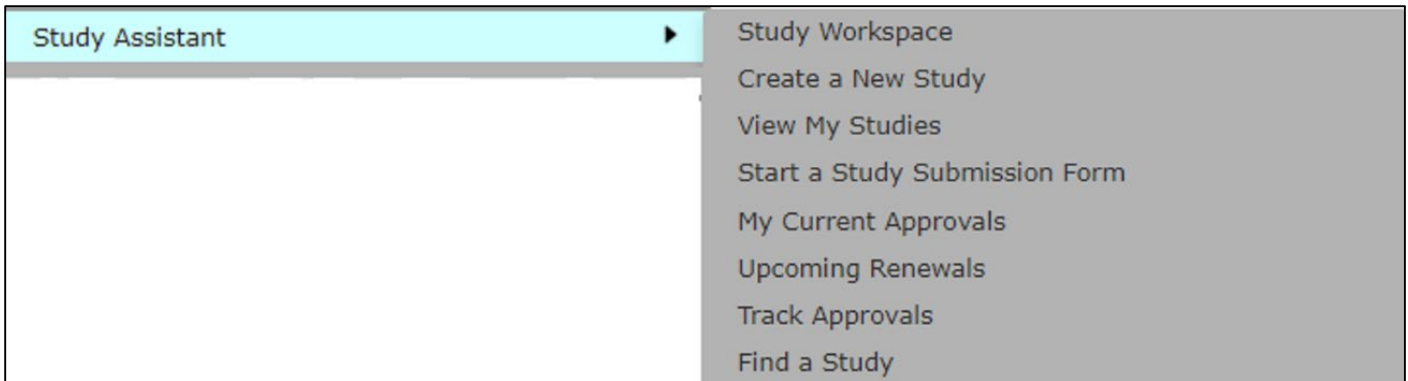 Study Assistant
Study Workspace
Create a New Study
View My Studies
Start a Study Submission Form
My Current Approvals
Upcoming Renewals
Track Approvals
Find a Study